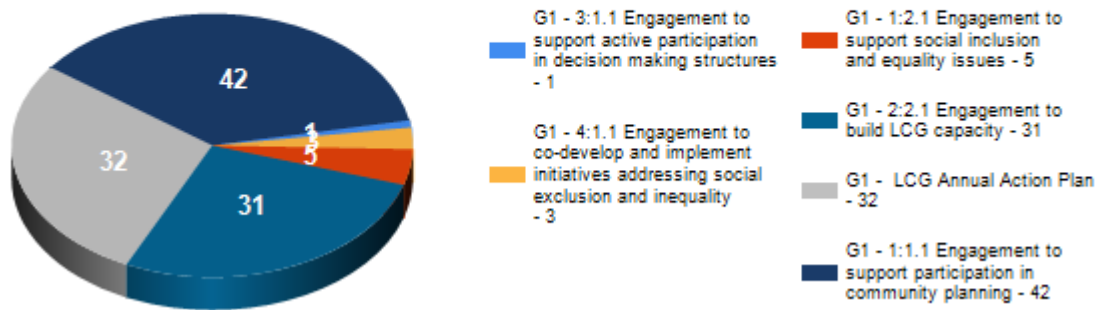 42
1
3
5
32
31
G1 - 3:1.1 Engagement to
support active participation
in decision making structures
- 1
G1 - 4:1.1 Engagement to
co-develop and implement
initiatives addressing social
exclusion and inequality
- 3
G1 - 1:2.1 Engagement to
support social inclusion
and equality issues - 5
G1 - 2:2.1 Engagement to
build LCG capacity - 31
G1 -  LCG Annual Action Plan
- 32
G1 - 1:1.1 Engagement to
support participation in
community planning - 42